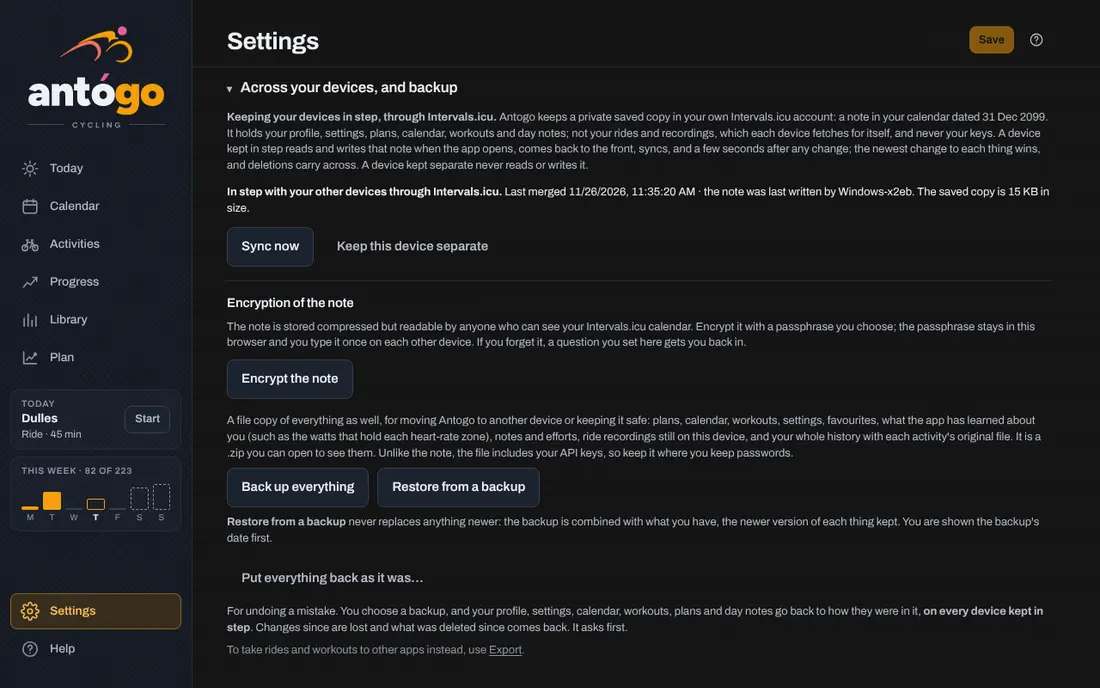 antógo
CYCLING
Today
Calendar
Activities
Progress
Library
Plan
TODAY
Dulles
Ride · 45 min
Start
THIS WEEK · 82 OF 223
M T W T F S S
Settings
Help
Settings
Save
▾ Across your devices, and backup
Keeping your devices in step, through Intervals.icu. Antogo keeps a private saved copy in your own Intervals.icu account: a note in your calendar dated 31 Dec 2099.
It holds your profile, settings, plans, calendar, workouts and day notes; not your rides and recordings, which each device fetches for itself, and never your keys. A device
kept in step reads and writes that note when the app opens, comes back to the front, syncs, and a few seconds after any change; the newest change to each thing wins,
and deletions carry across. A device kept separate never reads or writes it.
In step with your other devices through Intervals.icu. Last merged 11/26/2026, 11:35:20 AM · the note was last written by Windows-x2eb. The saved copy is 15 KB in
size.
Sync now
Keep this device separate
Encryption of the note
The note is stored compressed but readable by anyone who can see your Intervals.icu calendar. Encrypt it with a passphrase you choose; the passphrase stays in this
browser and you type it once on each other device. If you forget it, a question you set here gets you back in.
Encrypt the note
A file copy of everything as well, for moving Antogo to another device or keeping it safe: plans, calendar, workouts, settings, favourites, what the app has learned about
you (such as the watts that hold each heart-rate zone), notes and efforts, ride recordings still on this device, and your whole history with each activity's original file. It is a
.zip you can open to see them. Unlike the note, the file includes your API keys, so keep it where you keep passwords.
Back up everything
Restore from a backup
Restore from a backup never replaces anything newer: the backup is combined with what you have, the newer version of each thing kept. You are shown the backup's
date first.
Put everything back as it was...
For undoing a mistake. You choose a backup, and your profile, settings, calendar, workouts, plans and day notes go back to how they were in it, on every device kept in
step. Changes since are lost and what was deleted since comes back. It asks first.
To take rides and workouts to other apps instead, use Export.